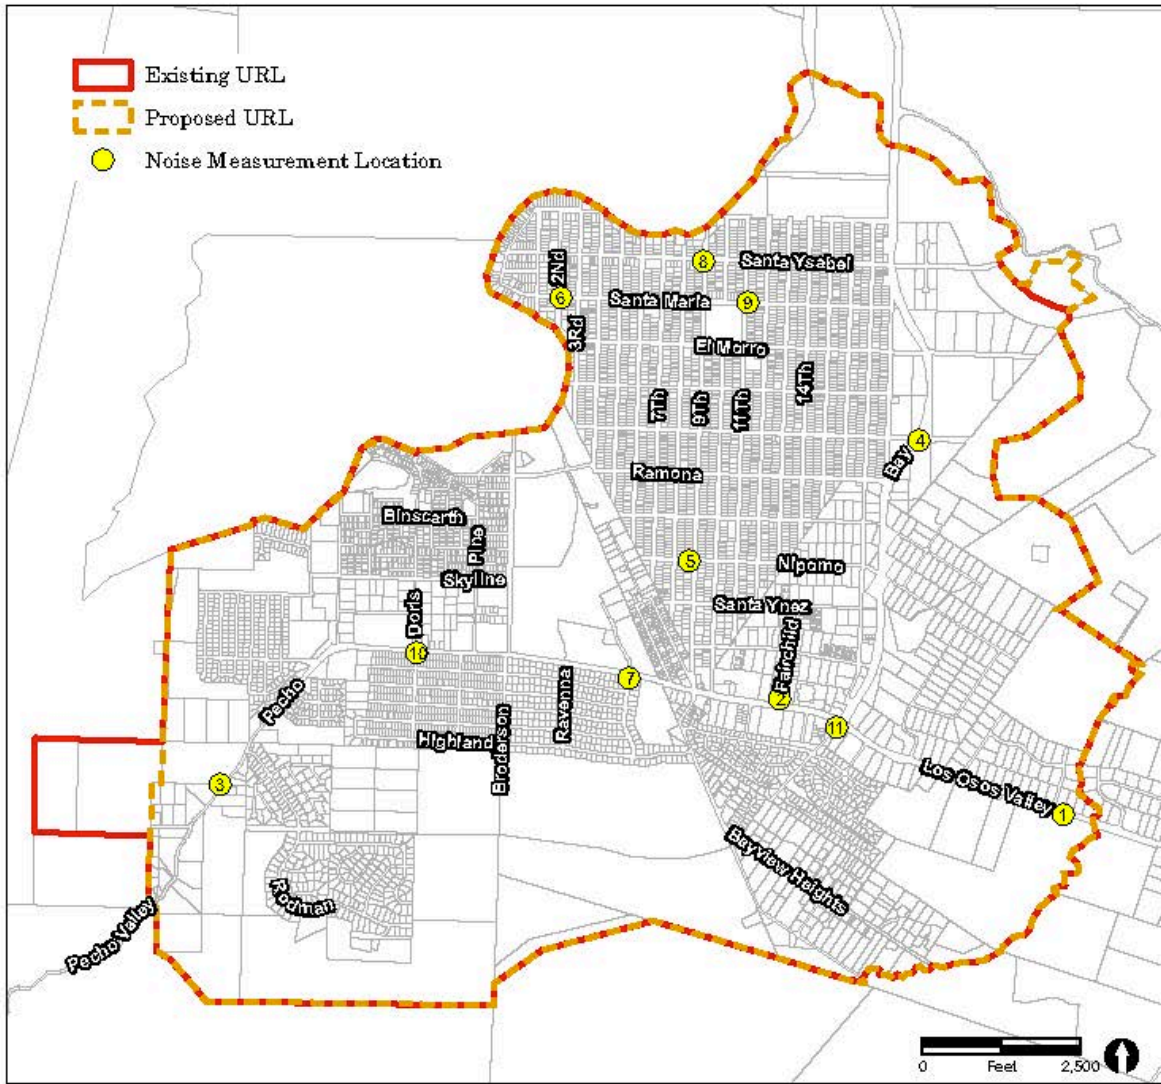 Existing URL
Proposed URL
Noise Measurement Location
8
Santa Ysabel
2Nd
6
Santa Maria
9
3Rd
El Morro
14Th
7Th
9Th
11Th
4
Bay
Ramona
Binscarth
Pine
5
Nipomo
Skyline
Santa Ynez
Doris
Fairchild
10
7
2
Pecho
Ravenna
11
Highland
Broderson
Los Osos Valley
3
1
Bayview Heights
Rodman
Pecho Valley
0 Feet 2,500